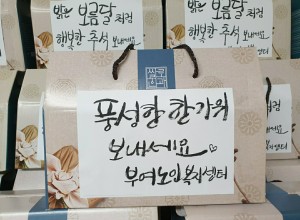 밝은 보름달처럼
행복한 추석 보내세요
밝은 보름달처럼
행복한 추석 보내세요
풍성한 한가위
보내세요
부여노인복지센터